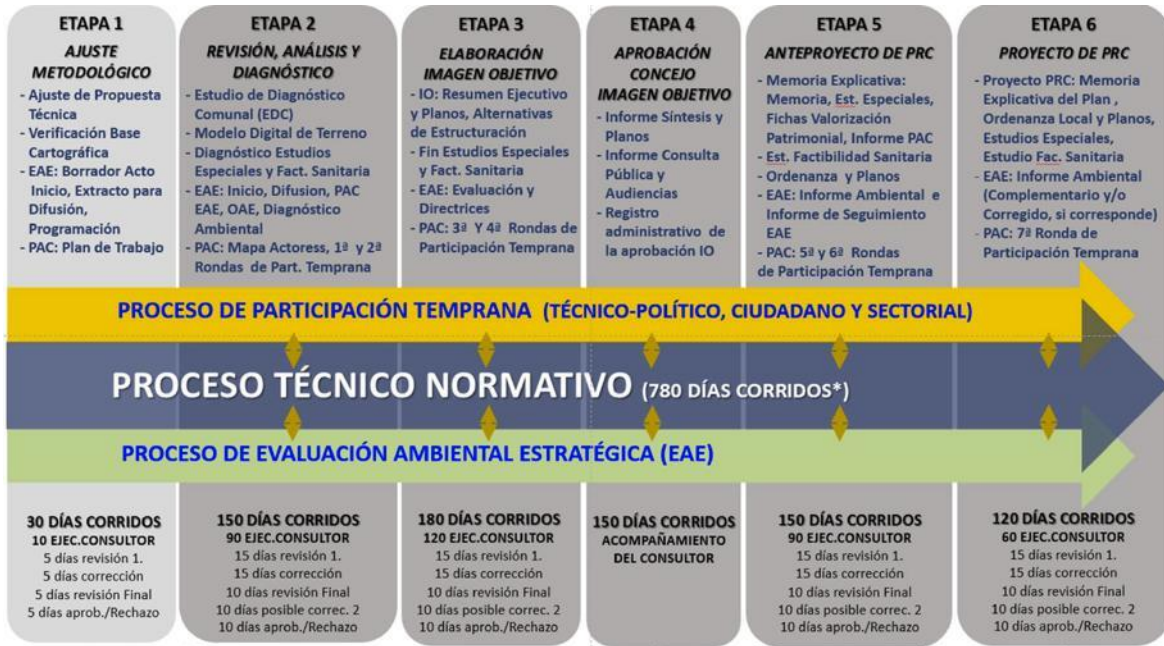 ETAPA 1
AJUSTE
METODOLÓGICO
- Ajuste de Propuesta
Técnica
- Verificación Base
Cartográfica
- EAE: Borrador Acto
Inicio, Extracto para
Difusión,
Programación
- PAC: Plan de Trabajo
ETAPA 2
REVISIÓN, ANÁLISIS Y
DIAGNÓSTICO
- Estudio de Diagnóstico
Comunal (EDC)
- Modelo Digital de Terreno
- Diagnóstico Estudios
Especiales y Fact. Sanitaria
- EAE: Inicio, Difusion, PAC
EAE, OAE, Diagnóstico
Ambiental
- PAC: Mapa Actoress, 1ª y 2ª
Rondas de Part. Temprana
ETAPA 3
ELABORACIÓN
IMAGEN OBJETIVO
- IO: Resumen Ejecutivo
y Planos, Alternativas
de Estructuración
- Fin Estudios Especiales
y Fact. Sanitaria
- EAE: Evaluación y
Directrices
- PAC: 3ª Y 4ª Rondas de
Participación Temprana
ETAPA 4
APROBACIÓN
CONCEJO
IMAGEN OBJETIVO
- Informe Síntesis y
Planos
- Informe Consulta
Pública y
Audiencias
- Registro
administrativo de
la aprobación IO
ETAPA 5
ANTEPROYECTO DE PRC
- Memoria Explicativa:
Memoria, Est. Especiales,
Fichas Valorización
Patrimonial, Informe PAC
- Est. Factibilidad Sanitaria
- Ordenanza y Planos
- EAE: Informe Ambiental e
Informe de Seguimiento
EAE
- PAC: 5ª y 6ª Rondas
de Participación Temprana
ETAPA 6
PROYECTO DE PRC
- Proyecto PRC: Memoria
Explicativa del Plan ,
Ordenanza Local y Planos,
Estudios Especiales,
Estudio Fac. Sanitaria
- EAE: Informe Ambiental
(Complementario y/o
Corregido, si corresponde)
- PAC: 7ª Ronda de
Participación Temprana
PROCESO DE PARTICIPACIÓN TEMPRANA (TÉCNICO-POLÍTICO, CIUDADANO Y SECTORIAL)
PROCESO TÉCNICO NORMATIVO (780 DÍAS CORRIDOS*)
PROCESO DE EVALUACIÓN AMBIENTAL ESTRATÉGICA (EAE)
30 DÍAS CORRIDOS
10 EJEC.CONSULTOR
5 días revisión 1.
5 días corrección
5 días revisión Final
5 días aprob./Rechazo
150 DÍAS CORRIDOS
90 EJEC.CONSULTOR
15 días revisión 1.
15 días corrección
10 días revisión Final
10 días posible correc. 2
10 días aprob./Rechazo
180 DÍAS CORRIDOS
120 EJEC.CONSULTOR
15 días revisión 1.
15 días corrección
10 días revisión Final
10 días posible correc. 2
10 días aprob./Rechazo
150 DÍAS CORRIDOS
ACOMPAÑAMIENTO
DEL CONSULTOR
150 DÍAS CORRIDOS
90 EJEC.CONSULTOR
15 días revisión 1.
15 días corrección
10 días revisión Final
10 días posible correc. 2
10 días aprob./Rechazo
120 DÍAS CORRIDOS
60 EJEC.CONSULTOR
15 días revisión 1.
15 días corrección
10 días revisión Final
10 días posible correc. 2
10 días aprob./Rechazo